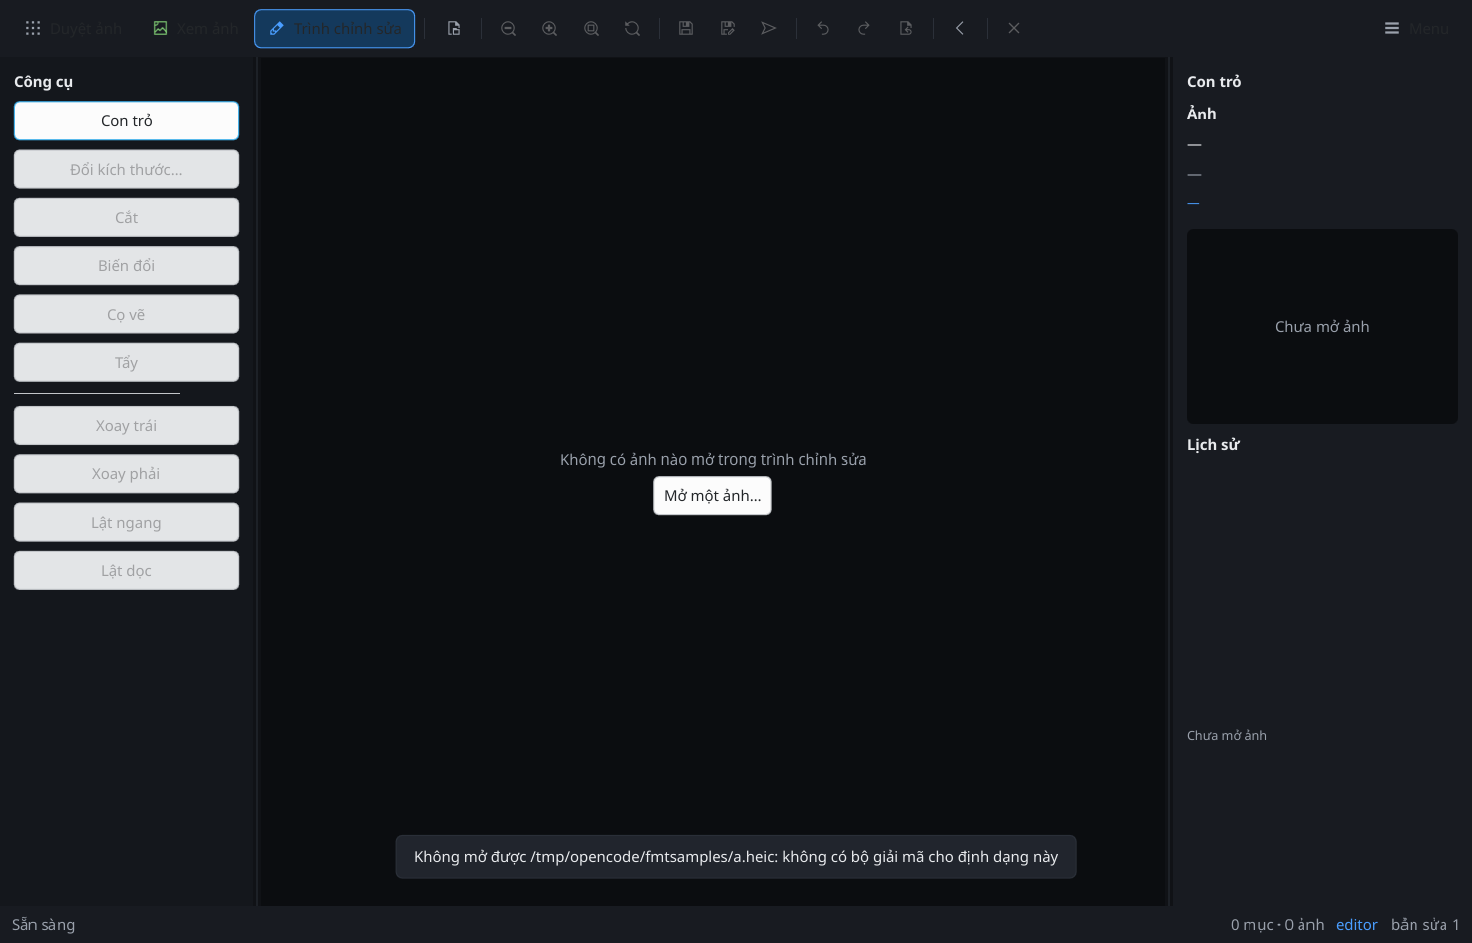 Duyệt ảnh
Xem ảnh
Trình chỉnh sửa
Menu
Công cụ
Con trỏ
Đổi kích thước...
Cắt
Biến đổi
Cọ vẽ
Tẩy
Xoay trái
Xoay phải
Lật ngang
Lật dọc
Không có ảnh nào mở trong trình chỉnh sửa
Mở một ảnh...
Không mở được /tmp/opencode/fmtsamples/a.heic: không có bộ giải mã cho định dạng này
Con trỏ
Ảnh
—
—
—
Chưa mở ảnh
Lịch sử
Chưa mở ảnh
Sẵn sàng
0 mục · 0 ảnh editor bản sửa 1